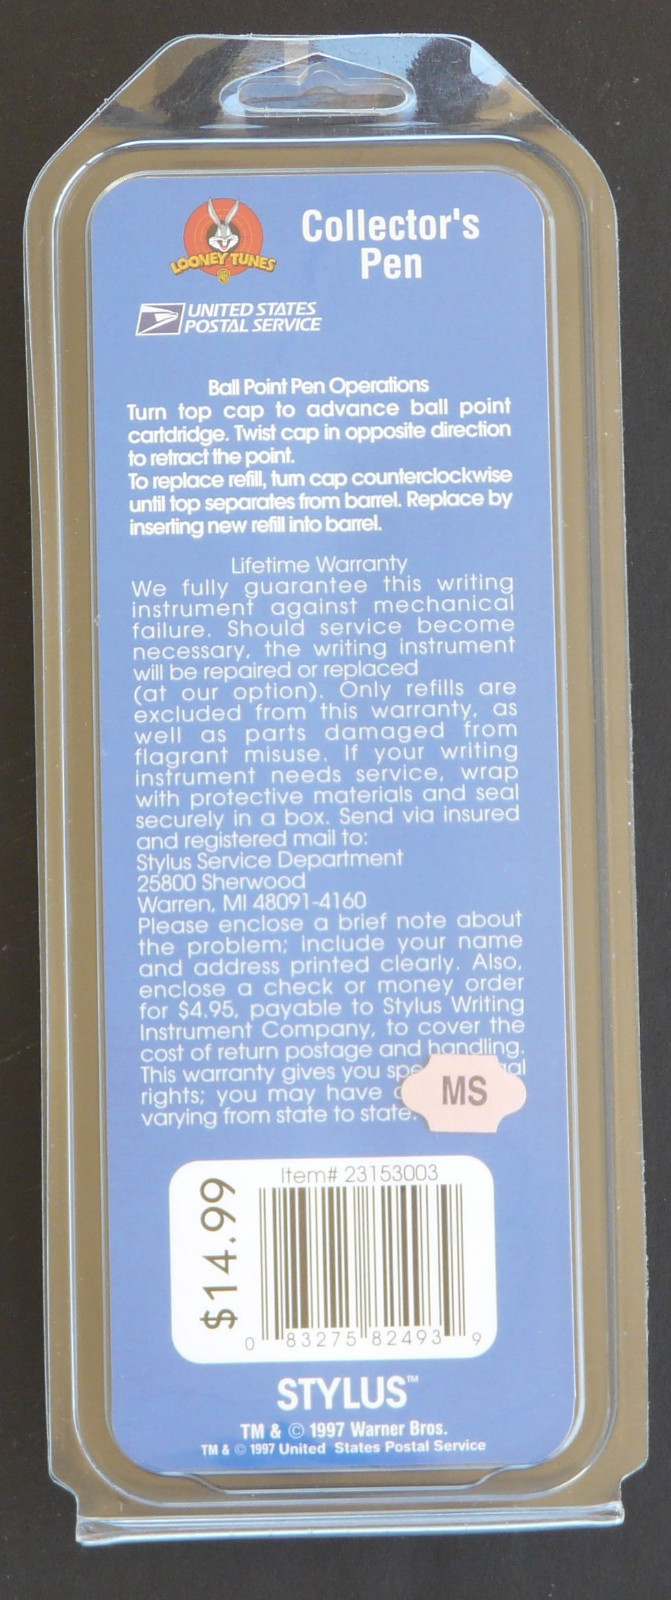 LOONEY TUNES
WB
Collector's
Pen
UNITED STATES
POSTAL SERVICE
Ball Point Pen Operations
Turn top cap to advance ball point
cartdridge. Twist cap in opposite direction
to retract the point.
To replace refill, turn cap counterclockwise
until top separates from barrel. Replace by
inserting new refill into barrel.
Lifetime Warranty
We fully guarantee this writing
instrument against mechanical
failure. Should service become
necessary, the writing instrument
will be repaired or replaced
(at our option). Only refills are
excluded from this warranty, as
well as parts damaged from
flagrant misuse. If your writing
instrument needs service, wrap
with protective materials and seal
securely in a box. Send via insured
and registered mail to:
Stylus Service Department
25800 Sherwood
Warren, MI 48091-4160
Please enclose a brief note about
the problem; include your name
and address printed clearly. Also,
enclose a check or money order
for $4.95, payable to Stylus Writing
Instrument Company, to cover the
cost of return postage and handling.
This warranty gives you
rights; you may have
varying from state to state.
MS
Item# 23153003
$14.99
0 83275 82493 9
STYLUS™
TM & © 1997 Warner Bros.
TM & © 1997 United States Postal Service